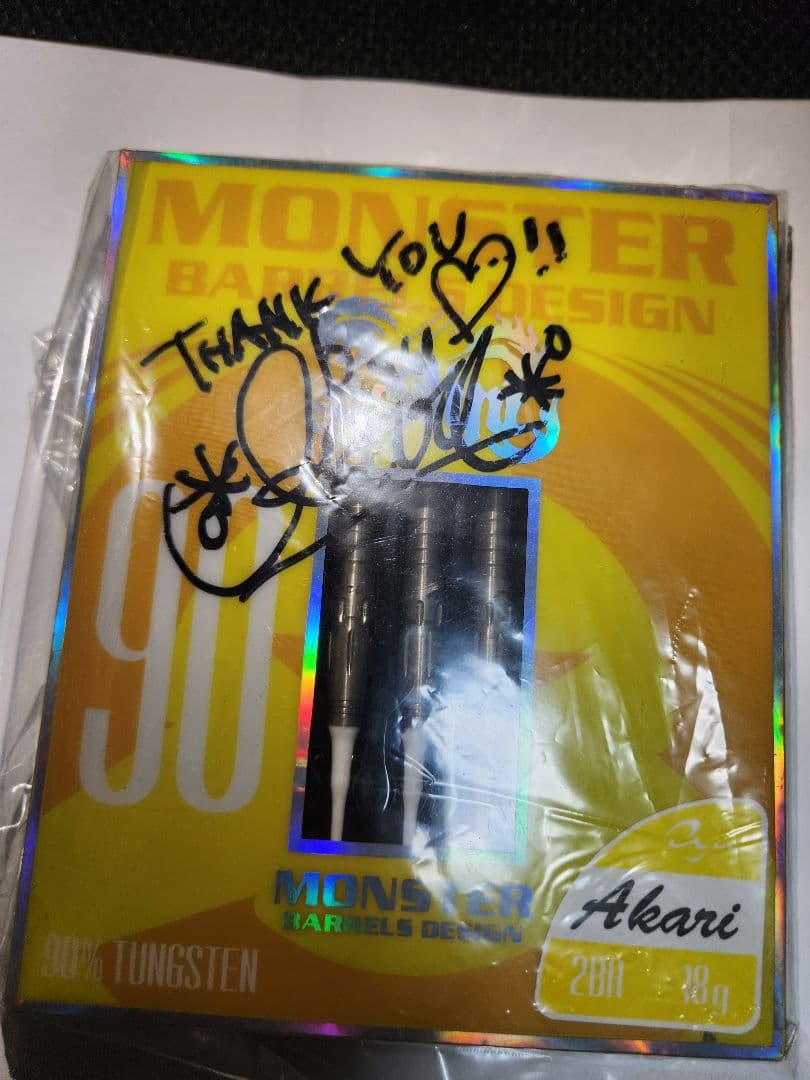 MONSTER
BARRELS DESIGN
THANK YOU !!
90
MONSTER
BARRELS DESIGN
90% TUNGSTEN
Akari
2BA 18g